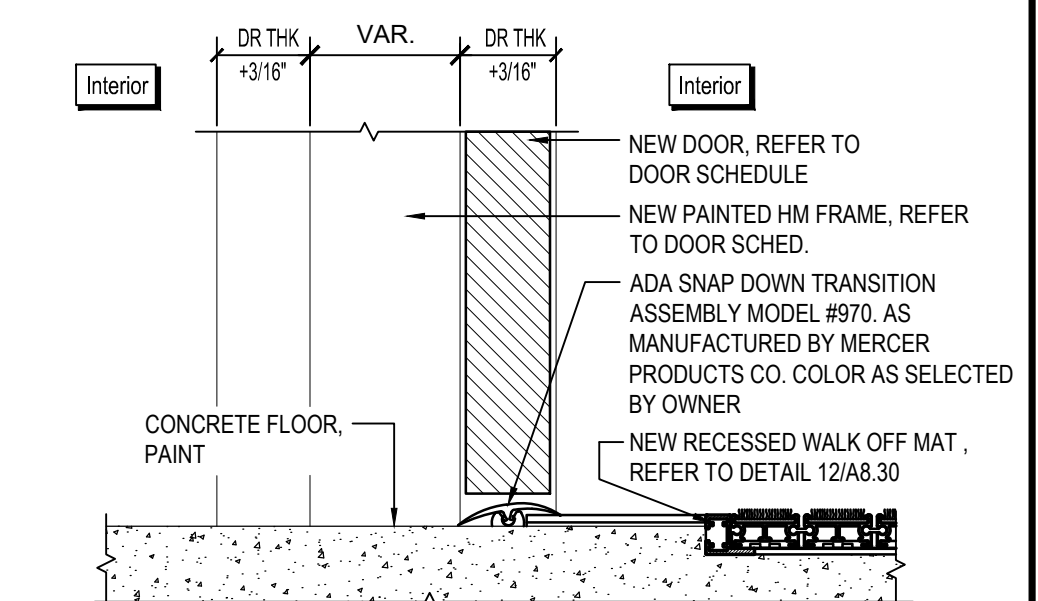 DR THK
VAR.
DR THK
+3/16"
+3/16"
Interior
Interior
NEW DOOR, REFER TO
DOOR SCHEDULE
NEW PAINTED HM FRAME, REFER
TO DOOR SCHED.
ADA SNAP DOWN TRANSITION
ASSEMBLY MODEL #970. AS
MANUFACTURED BY MERCER
PRODUCTS CO. COLOR AS SELECTED
BY OWNER
CONCRETE FLOOR,
PAINT
NEW RECESSED WALK OFF MAT ,
REFER TO DETAIL 12/A8.30